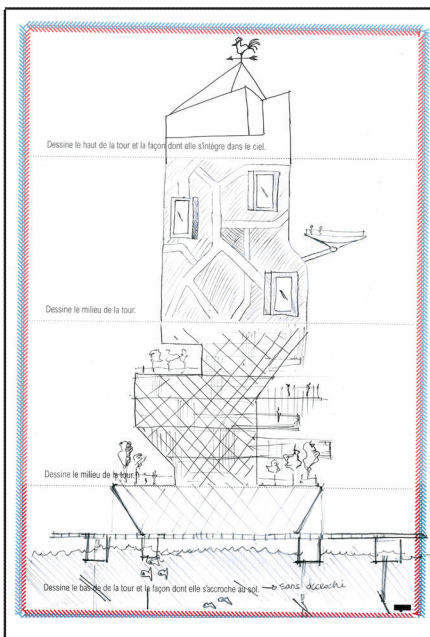 Dessine le haut de la tour et la façon dont elle s'intègre dans le ciel.
Dessine le milieu de la tour.
Dessine le milieu de la tour.
Dessine le bas de de la tour et la façon dont elle s'accroche au sol. → sans accroche